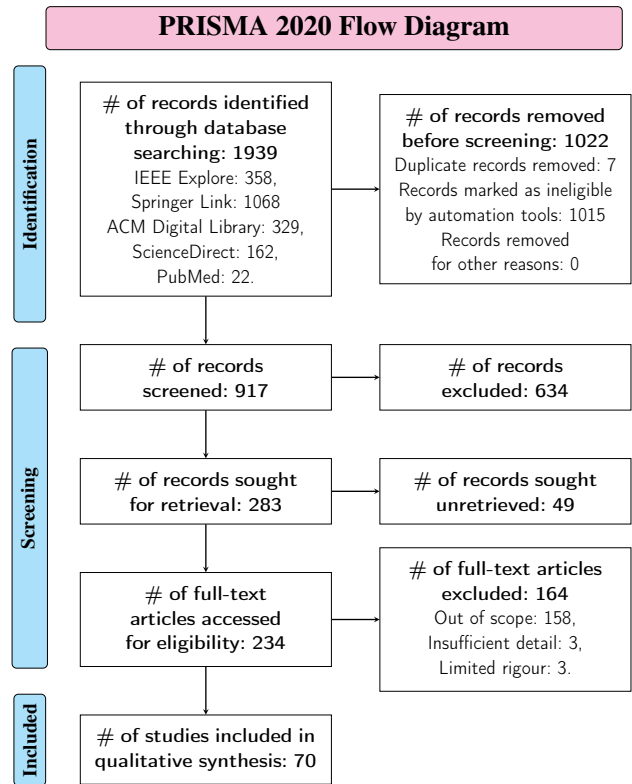 PRISMA 2020 Flow Diagram
Identification
# of records identified
through database
searching: 1939
IEEE Explore: 358,
Springer Link: 1068
ACM Digital Library: 329,
ScienceDirect: 162,
PubMed: 22.
# of records removed
before screening: 1022
Duplicate records removed: 7
Records marked as ineligible
by automation tools: 1015
Records removed
for other reasons: 0
Screening
# of records
screened: 917
# of records
excluded: 634
# of records sought
for retrieval: 283
# of records sought
unretrieved: 49
# of full-text
articles accessed
for eligibility: 234
# of full-text articles
excluded: 164
Out of scope: 158,
Insufficient detail: 3,
Limited rigour: 3.
Included
# of studies included in
qualitative synthesis: 70